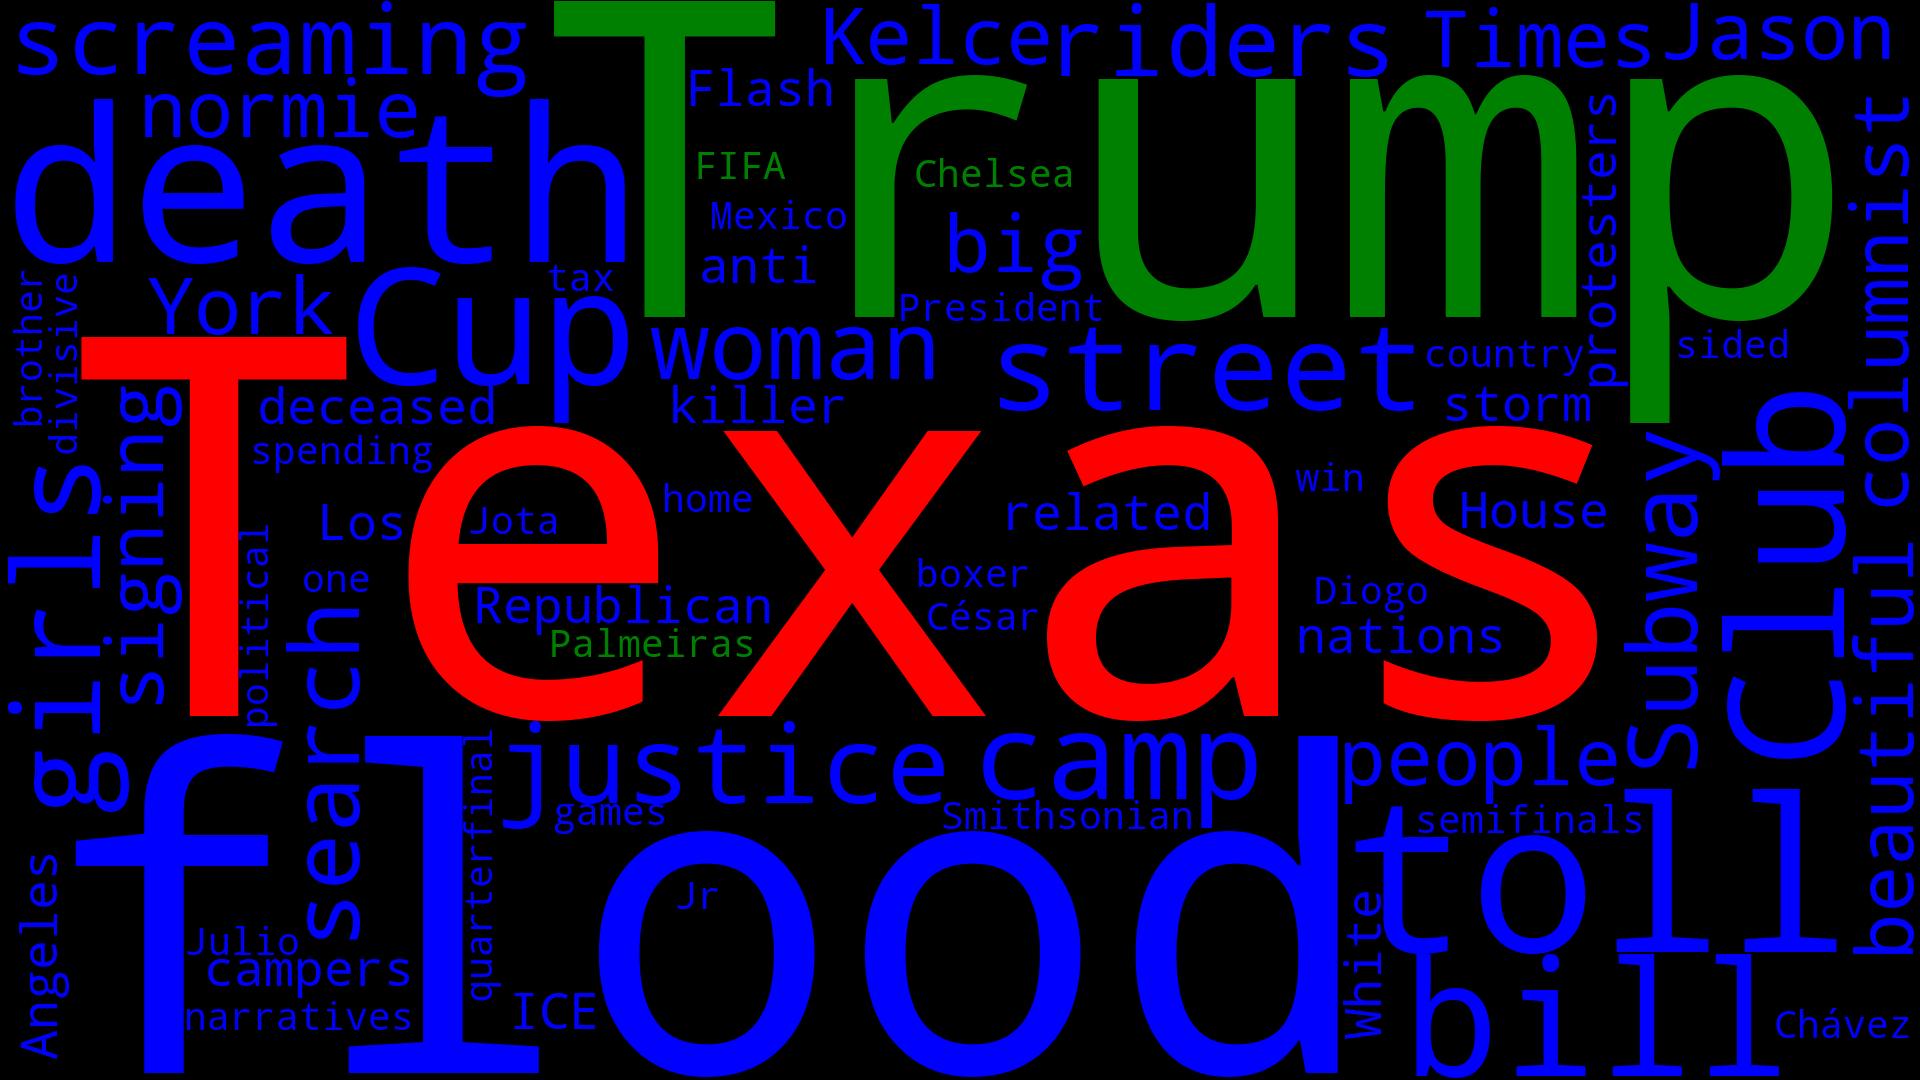 screaming
Trump
Kelce
riders
Times
Jason
normie
Flash
death
FIFA
Chelsea
protesters
columnist
Mexico
big
anti
tax
York
Cup
President
brother
divisive
woman
street
country
sided
Texas
deceased
killer
storm
signing
spending
Club
subway
girls
Los
Jota
home
related
win
House
political
one
Republican
boxer
Diogo
César
nations
Palmeiras
search
beautiful
flood
quarterfinal
justice
camp
people
games
Smithsonian
semifinals
toll
Angeles
Jr
White
Julio
campers
narratives
ICE
bill
Chávez